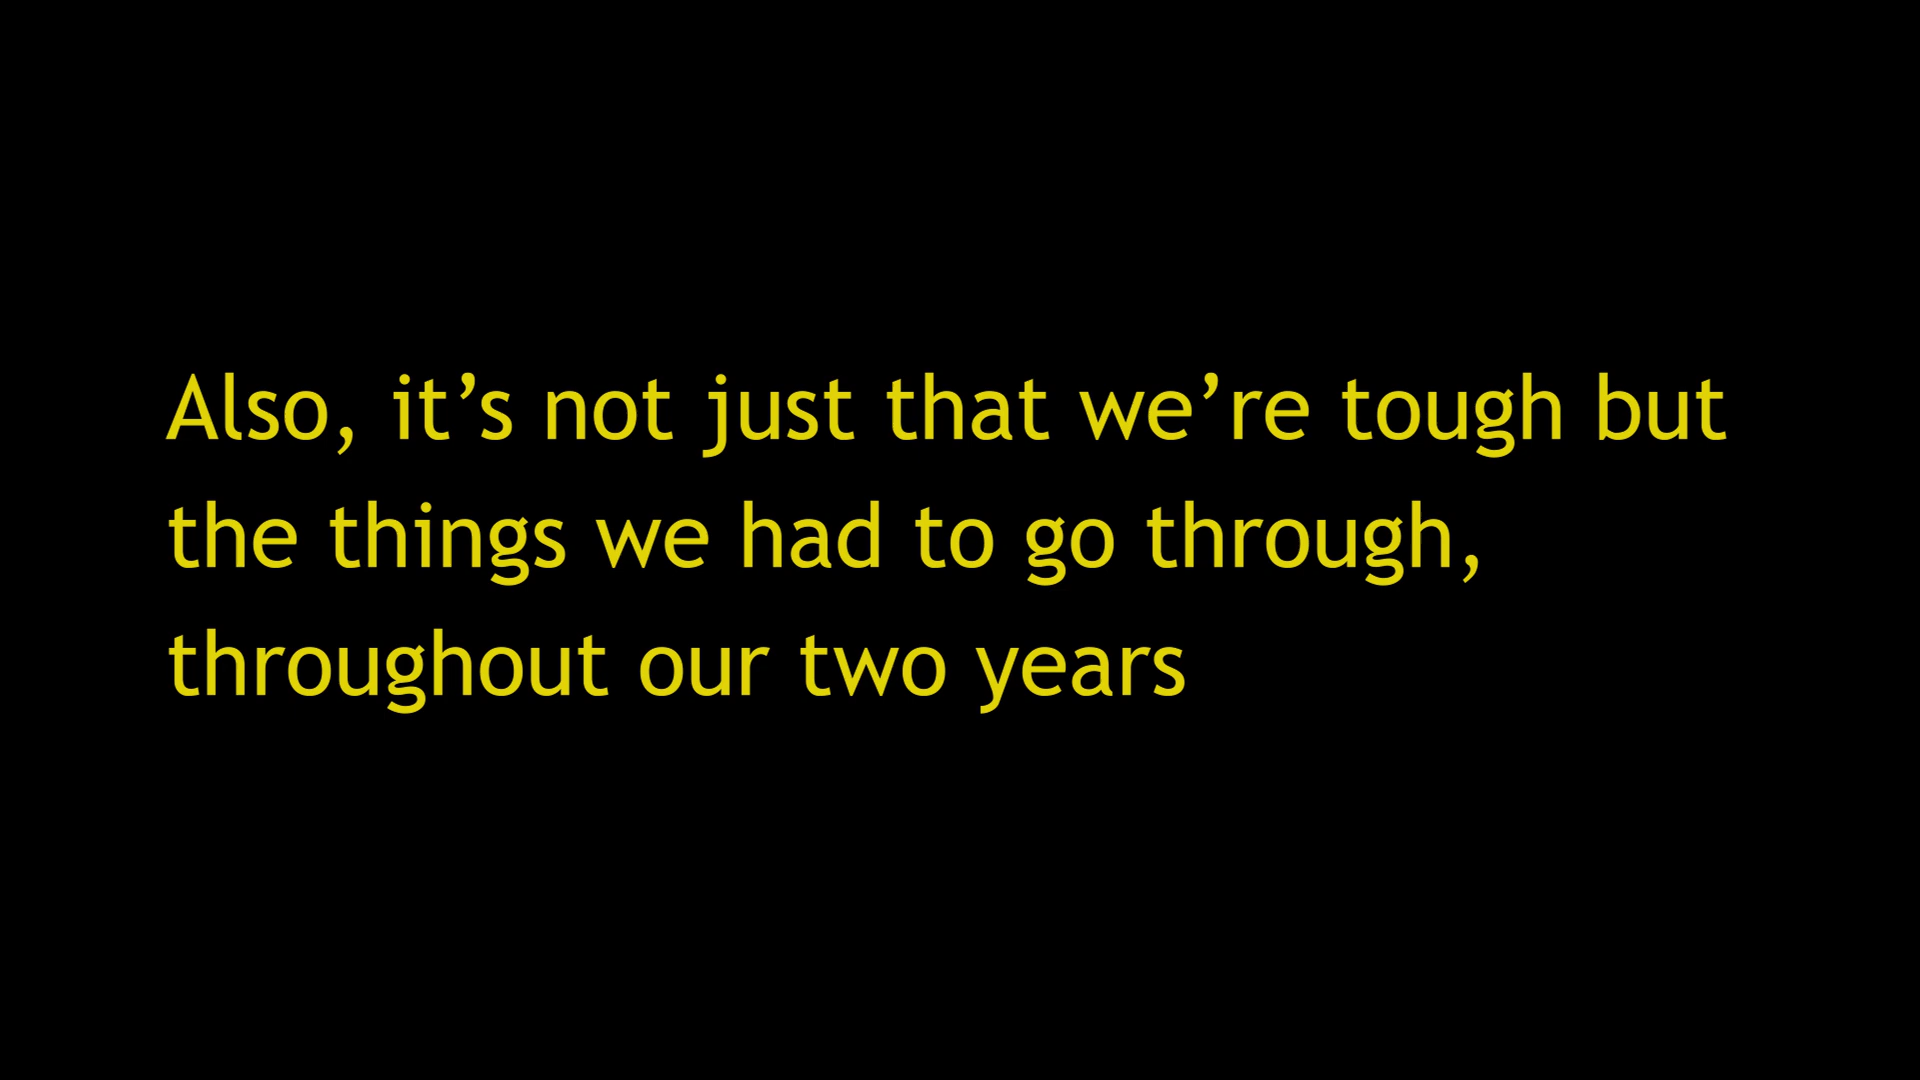 Also, it’s not just that we’re tough but
the things we had to go through,
throughout our two years